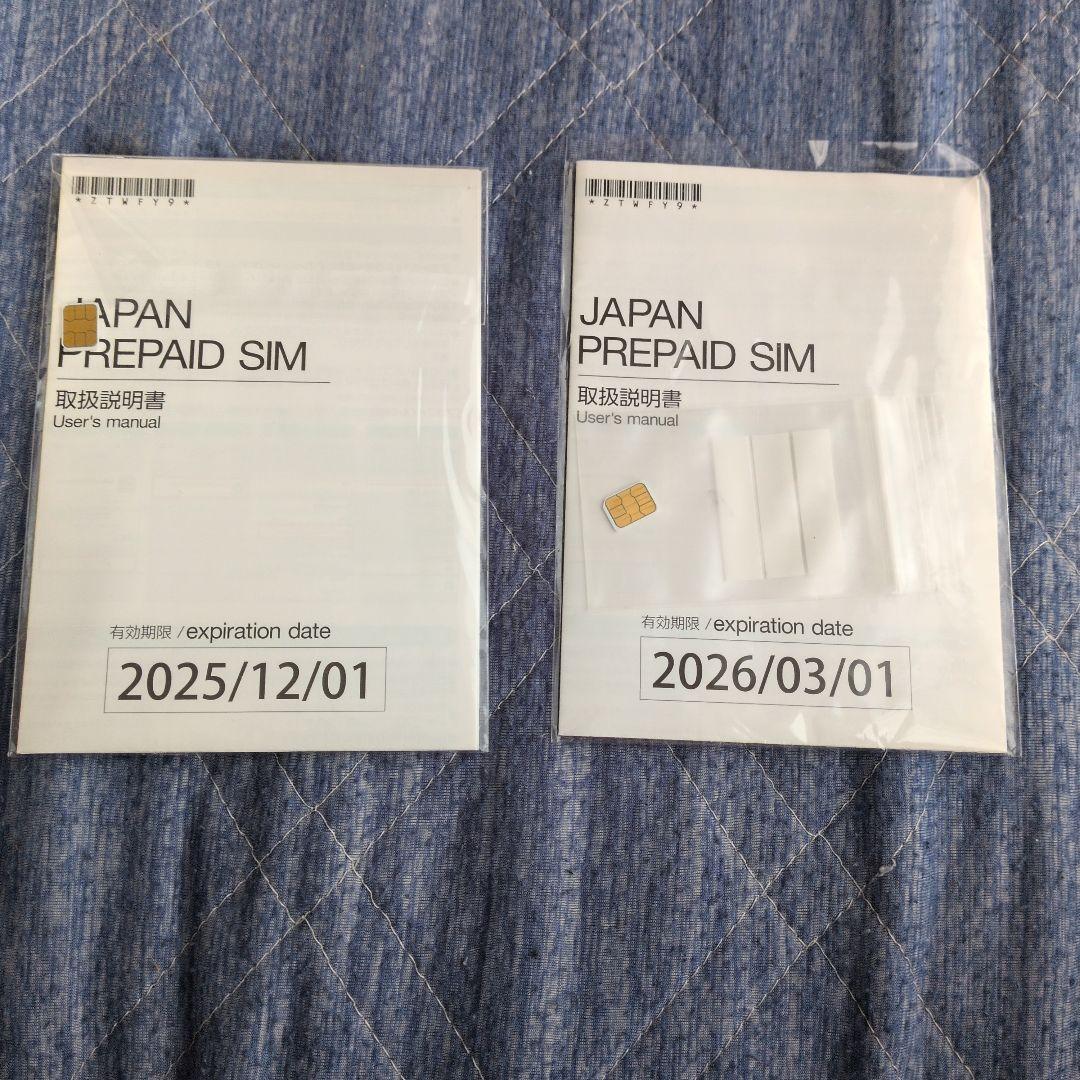 *ZTWFY9*
JAPAN
PREPAID SIM
取扱説明書
User's manual
有効期限 / expiration date
2025/12/01
*ZTWFY9*
JAPAN
PREPAID SIM
取扱説明書
User's manual
有効期限 / expiration date
2026/03/01